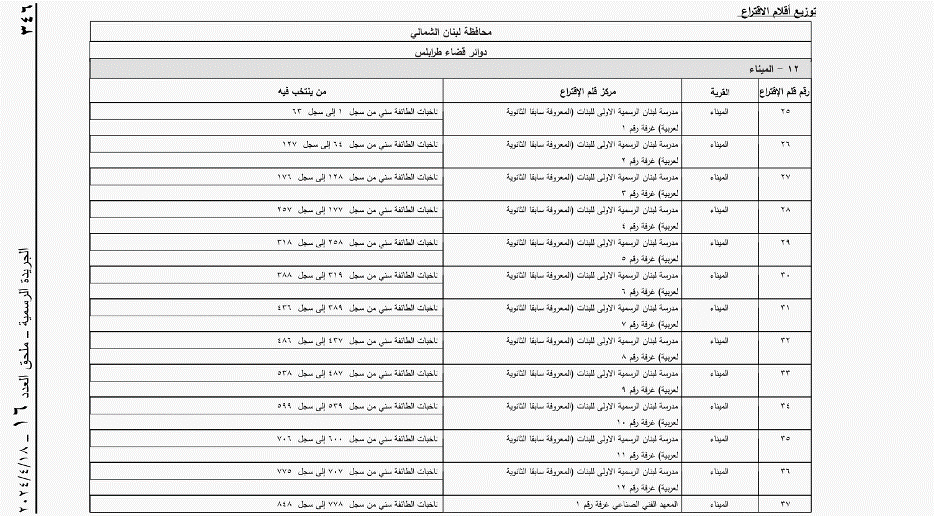 توزيع أقلام الاقتراع
محافظة لبنان الشمالي
دوائر قضاء طرابلس
١٢ - الميناء
رقم قلم الإقتراع القرية مركز قلم الإقتراع من ينتخب فيه
٢٥ الميناء مدرسة لبنان الرسمية الاولى للبنات (المعروفة سابقا الثانوية ناخبات الطائفة سني من سجل ١ إلى سجل ٦٣
لعربية) غرفة رقم ١
٢٦ الميناء مدرسة لبنان الرسمية الاولى للبنات (المعروفة سابقا الثانوية ناخبات الطائفة سني من سجل ٦٤ إلى سجل ١٢٧
لعربية) غرفة رقم ٢
٢٧ الميناء مدرسة لبنان الرسمية الاولى للبنات (المعروفة سابقا الثانوية ناخبات الطائفة سني من سجل ١٢٨ إلى سجل ١٧٦
لعربية) غرفة رقم ٣
٢٨ الميناء مدرسة لبنان الرسمية الاولى للبنات (المعروفة سابقا الثانوية ناخبات الطائفة سني من سجل ١٧٧ إلى سجل ٢٥٧
لعربية) غرفة رقم ٤
٢٩ الميناء مدرسة لبنان الرسمية الاولى للبنات (المعروفة سابقا الثانوية ناخبات الطائفة سني من سجل ٢٥٨ إلى سجل ٣١٨
لعربية) غرفة رقم ٥
٣٠ الميناء مدرسة لبنان الرسمية الاولى للبنات (المعروفة سابقا الثانوية ناخبات الطائفة سني من سجل ٣١٩ إلى سجل ٣٨٨
لعربية) غرفة رقم ٦
٣١ الميناء مدرسة لبنان الرسمية الاولى للبنات (المعروفة سابقا الثانوية ناخبات الطائفة سني من سجل ٣٨٩ إلى سجل ٤٣٦
لعربية) غرفة رقم ٧
٣٢ الميناء مدرسة لبنان الرسمية الاولى للبنات (المعروفة سابقا الثانوية ناخبات الطائفة سني من سجل ٤٣٧ إلى سجل ٤٨٦
لعربية) غرفة رقم ٨
٣٣ الميناء مدرسة لبنان الرسمية الاولى للبنات (المعروفة سابقا الثانوية ناخبات الطائفة سني من سجل ٤٨٧ إلى سجل ٥٣٨
لعربية) غرفة رقم ٩
٣٤ الميناء مدرسة لبنان الرسمية الاولى للبنات (المعروفة سابقا الثانوية ناخبات الطائفة سني من سجل ٥٣٩ إلى سجل ٥٩٩
لعربية) غرفة رقم ١٠
٣٥ الميناء مدرسة لبنان الرسمية الاولى للبنات (المعروفة سابقا الثانوية ناخبات الطائفة سني من سجل ٦٠٠ إلى سجل ٧٠٦
لعربية) غرفة رقم ١١
٣٦ الميناء مدرسة لبنان الرسمية الاولى للبنات (المعروفة سابقا الثانوية ناخبات الطائفة سني من سجل ٧٠٧ إلى سجل ٧٧٥
لعربية) غرفة رقم ١٢
٣٧ الميناء المعهد الفني الصناعي غرفة رقم ١ ناخبات الطائفة سني من سجل ٧٧٨ إلى سجل ٨٤٨
٣٤٦
الجريدة الرسمية ـ ملحق العدد ١٦ - ٢٠٢٤/٤/١٨